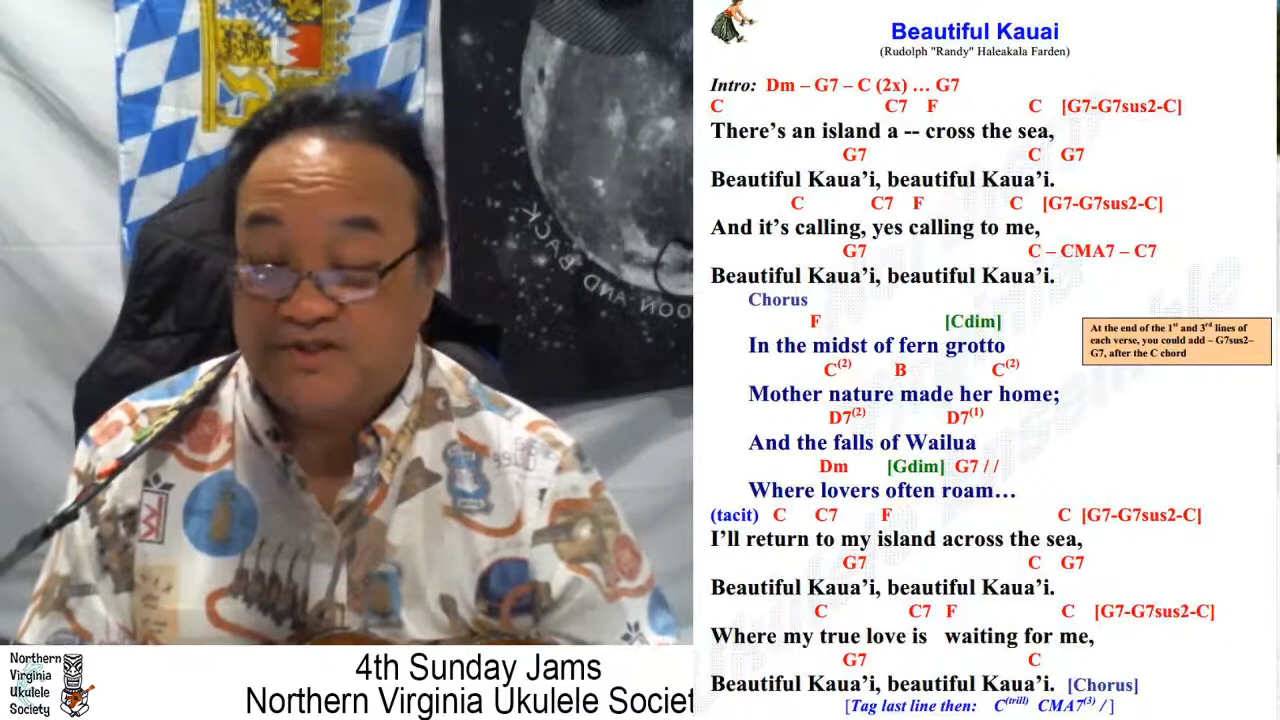 Beautiful Kauai
(Rudolph "Randy" Haleakala Farden)
Intro: Dm – G7 – C (2x) … G7
C C7 F C [G7-G7sus2-C]
There’s an island a -- cross the sea,
G7 C G7
Beautiful Kaua’i, beautiful Kaua’i.
C C7 F C [G7-G7sus2-C]
And it’s calling, yes calling to me,
G7 C – CMA7 – C7
Beautiful Kaua’i, beautiful Kaua’i.
Chorus
F [Cdim]
In the midst of fern grotto
C(2) B C(2)
Mother nature made her home;
D7(2) D7(1)
And the falls of Wailua
Dm [Gdim] G7 / /
Where lovers often roam…
(tacit) C C7 F C [G7-G7sus2-C]
I’ll return to my island across the sea,
G7 C G7
Beautiful Kaua’i, beautiful Kaua’i.
C C7 F C [G7-G7sus2-C]
Where my true love is waiting for me,
G7 C
Beautiful Kaua’i, beautiful Kaua’i. [Chorus]
[Tag last line then: C(trill) CMA7(3) / ]
At the end of the 1st and 3rd lines of
each verse, you could add – G7sus2–
G7, after the C chord
OON AND BACK
Northern
Virginia
Ukulele
Society
4th Sunday Jams
Northern Virginia Ukulele Societ